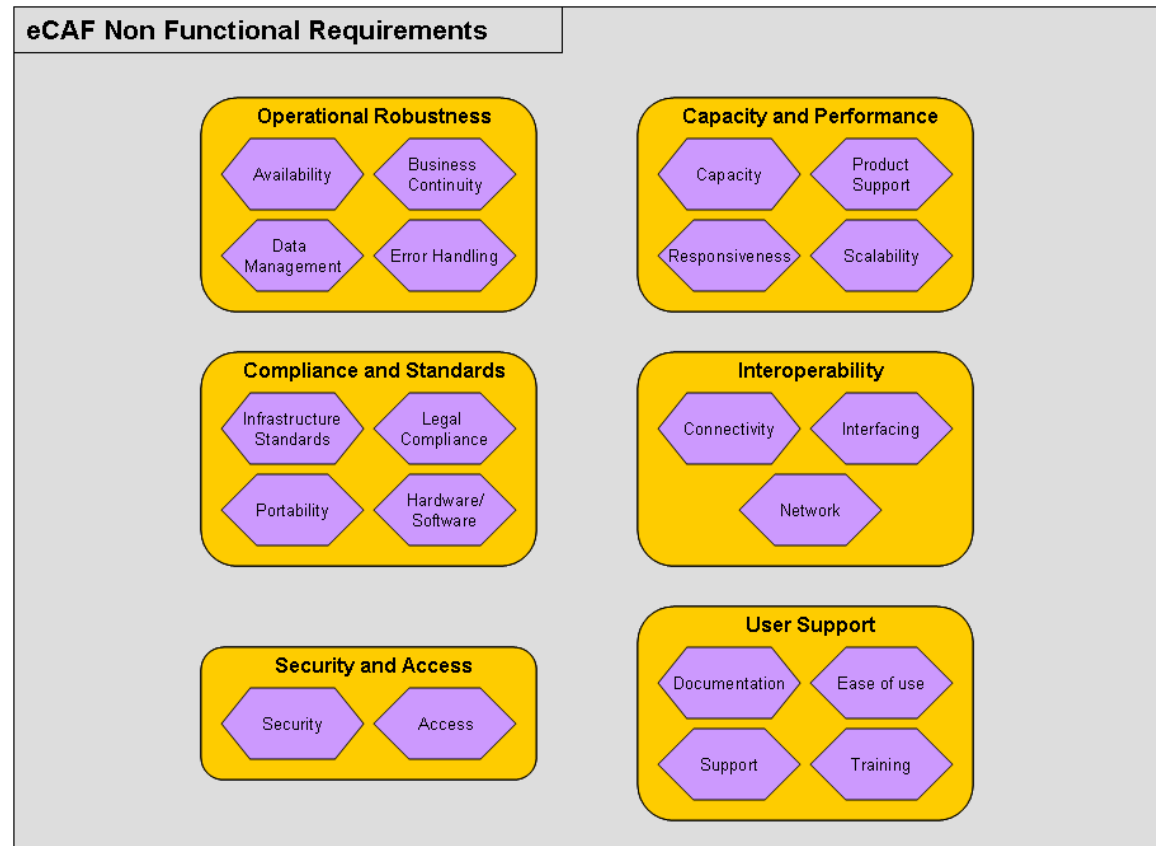 eCAF Non Functional Requirements
Operational Robustness
Availability
Business
Continuity
Data
Management
Error Handling
Capacity and Performance
Capacity
Product
Support
Responsiveness
Scalability
Compliance and Standards
Infrastructure
Standards
Legal
Compliance
Portability
Hardware/
Software
Interoperability
Connectivity
Interfacing
Network
Security and Access
Security
Access
User Support
Documentation
Ease of use
Support
Training